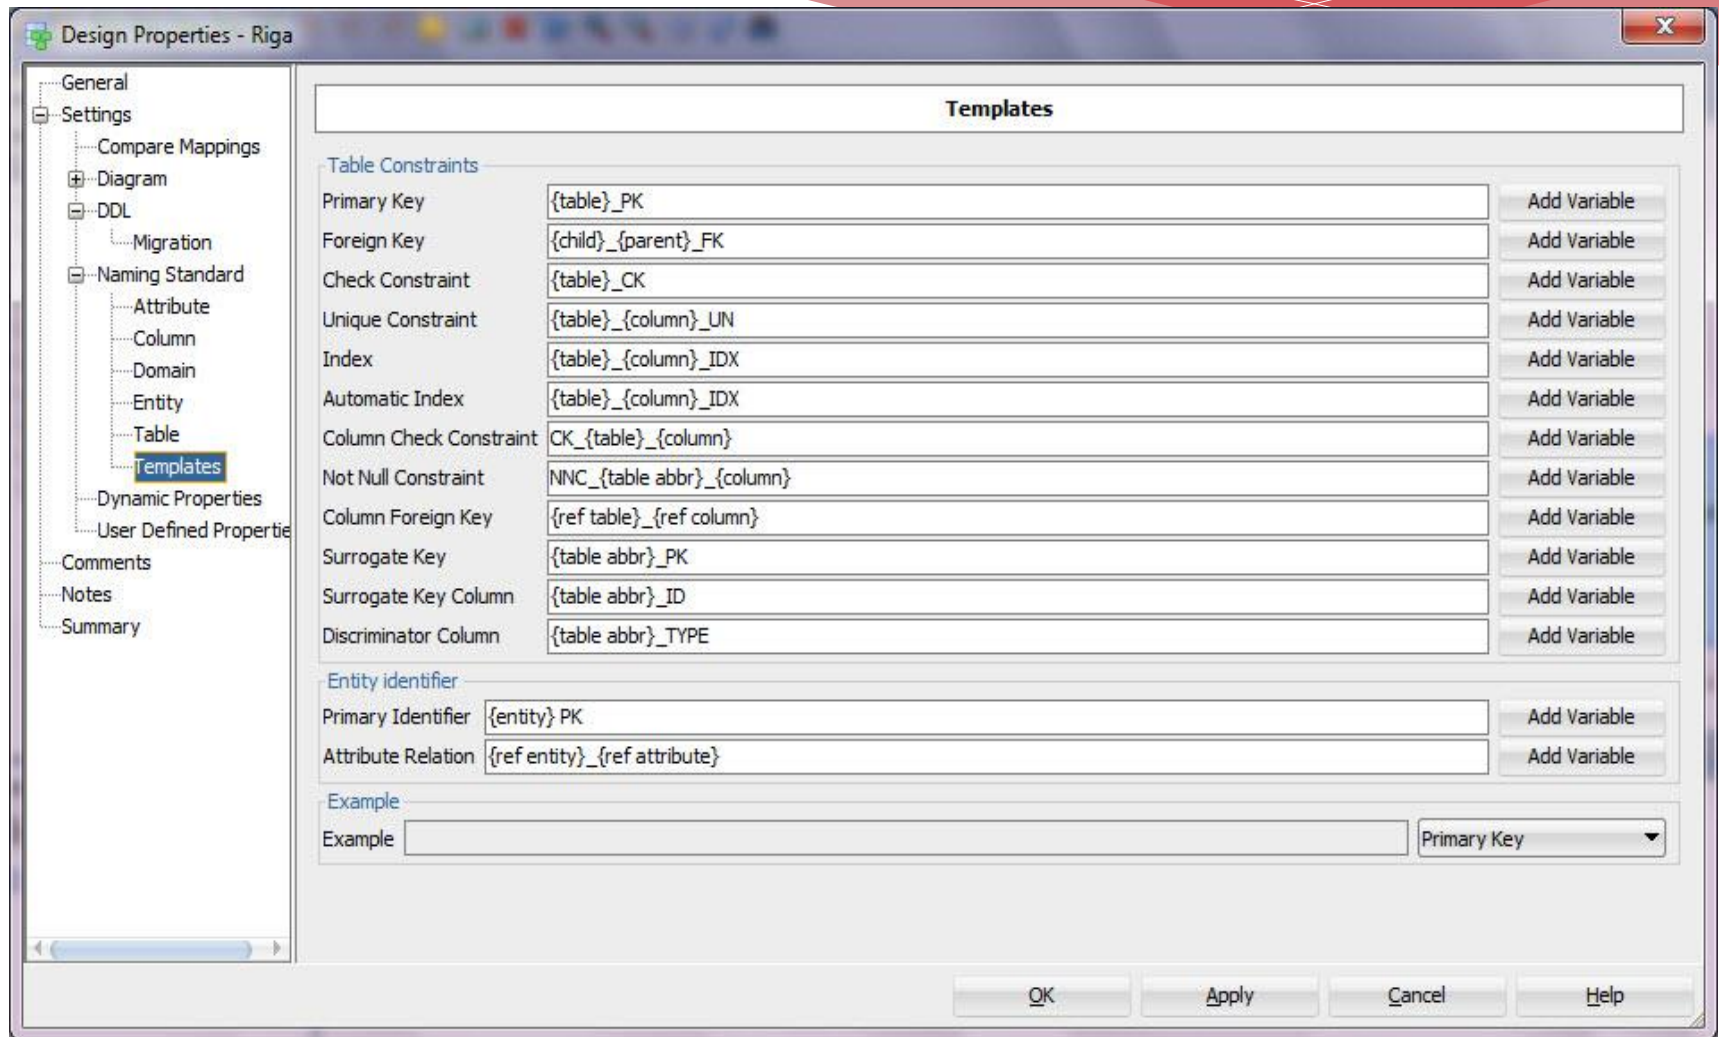 Design Properties - Riga
X
General
Settings
Compare Mappings
Diagram
DDL
Migration
Naming Standard
Attribute
Column
Domain
Entity
Table
Templates
Dynamic Properties
User Defined Propertie
Comments
Notes
Summary
Templates
Table Constraints
Primary Key {table}_PK Add Variable
Foreign Key {child}_{parent}_FK Add Variable
Check Constraint {table}_CK Add Variable
Unique Constraint {table}_{column}_UN Add Variable
Index {table}_{column}_IDX Add Variable
Automatic Index {table}_{column}_IDX Add Variable
Column Check Constraint CK_{table}_{column} Add Variable
Not Null Constraint NNC_{table abbr}_{column} Add Variable
Column Foreign Key {ref table}_{ref column} Add Variable
Surrogate Key {table abbr}_PK Add Variable
Surrogate Key Column {table abbr}_ID Add Variable
Discriminator Column {table abbr}_TYPE Add Variable
Entity identifier
Primary Identifier {entity} PK Add Variable
Attribute Relation {ref entity}_{ref attribute} Add Variable
Example
Example Primary Key
OK Apply Cancel Help